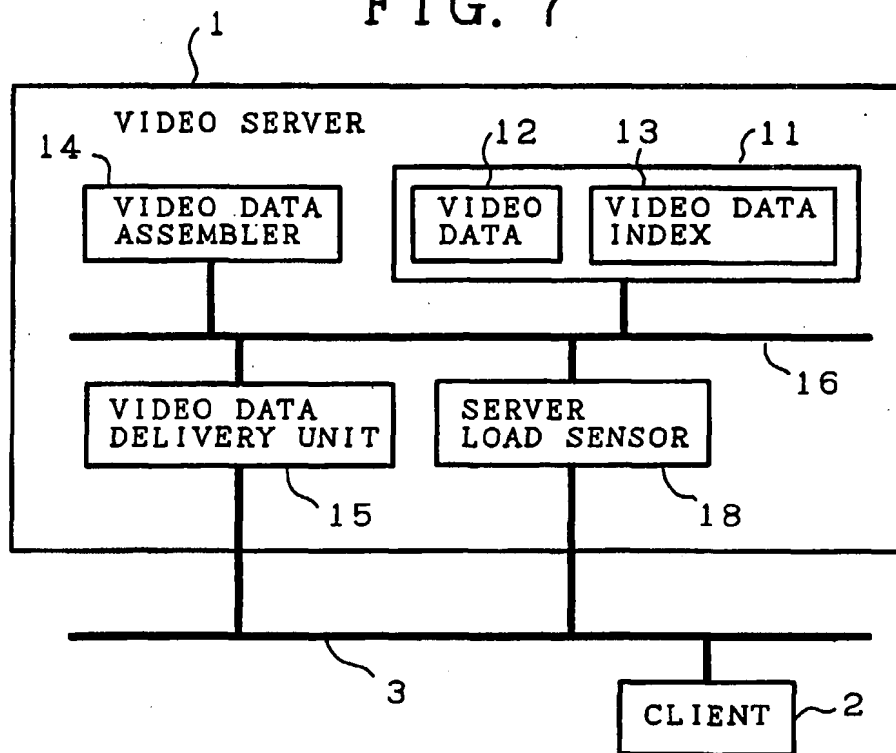 FIG. 7
1
VIDEO SERVER
14
12
13
11
VIDEO DATA
ASSEMBLER
VIDEO
DATA
VIDEO DATA
INDEX
16
VIDEO DATA
DELIVERY UNIT
SERVER
LOAD SENSOR
15
18
3
CLIENT
2